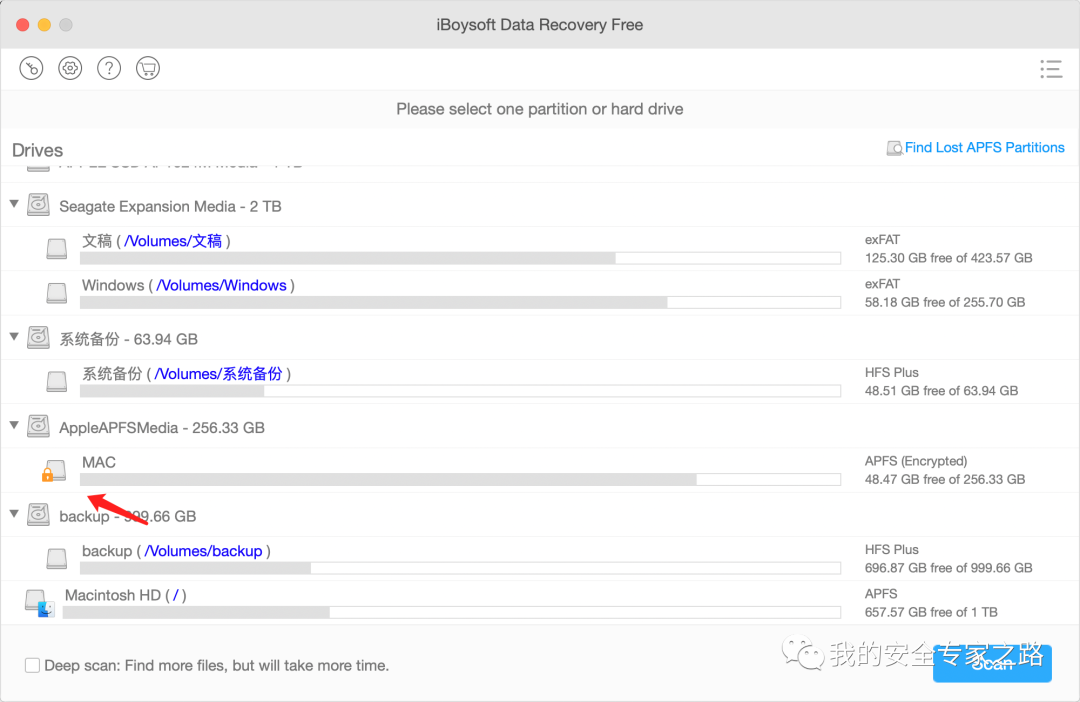 iBoysoft Data Recovery Free
Please select one partition or hard drive
Drives
Find Lost APFS Partitions
Seagate Expansion Media - 2 TB
文稿 ( /Volumes/文稿 )
exFAT
125.30 GB free of 423.57 GB
Windows ( /Volumes/Windows )
exFAT
58.18 GB free of 255.70 GB
系统备份 - 63.94 GB
系统备份 ( /Volumes/系统备份 )
HFS Plus
48.51 GB free of 63.94 GB
AppleAPFSMedia - 256.33 GB
MAC
APFS (Encrypted)
48.47 GB free of 256.33 GB
backup - 999.66 GB
backup ( /Volumes/backup )
HFS Plus
696.87 GB free of 999.66 GB
Macintosh HD ( / )
APFS
657.57 GB free of 1 TB
Deep scan: Find more files, but will take more time.
我的安全专家之路
Scan